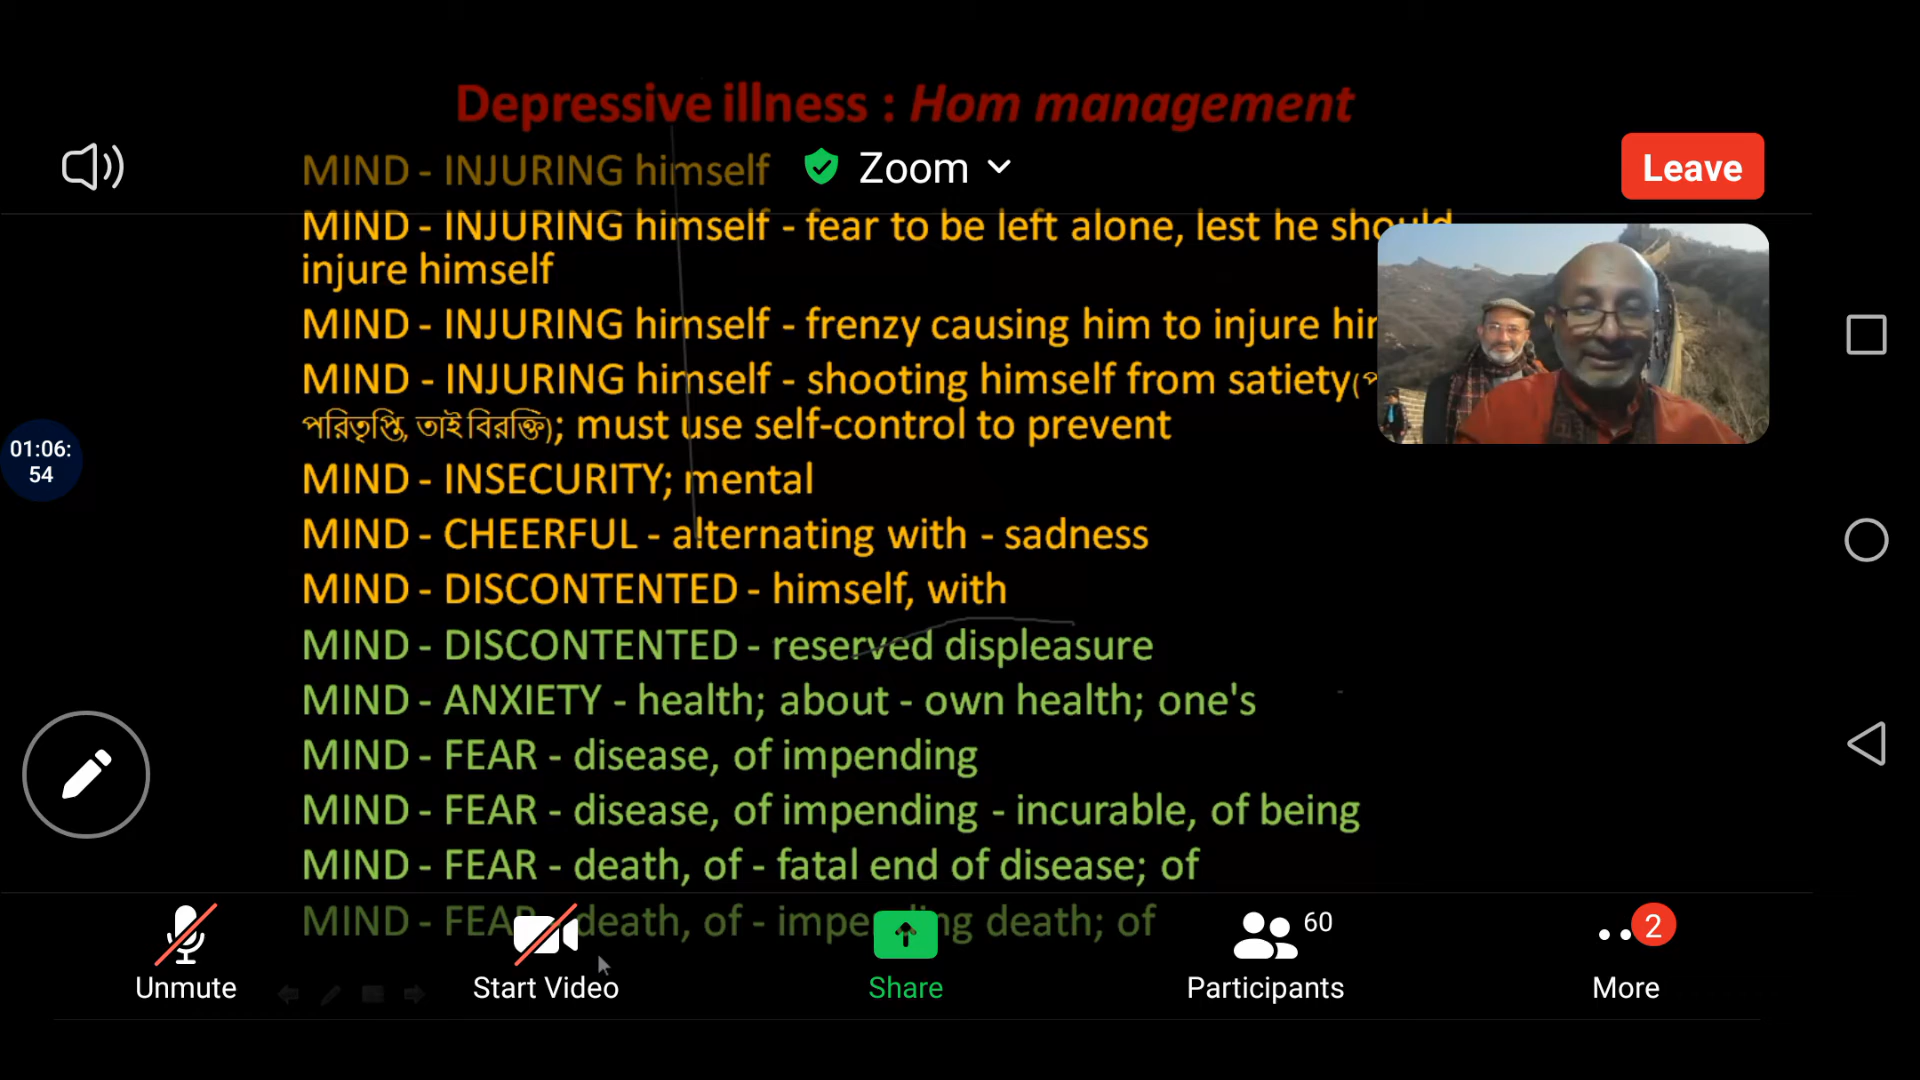 Depressive illness : Hom management
MIND - INJURING himself
Zoom
Leave
MIND - INJURING himself - fear to be left alone, lest he should
injure himself
MIND - INJURING himself - frenzy causing him to injure
MIND - INJURING himself - shooting himself from satiety(
পরিতৃপ্তি, তাই বিরক্তি); must use self-control to prevent
01:06:
54
MIND - INSECURITY; mental
MIND - CHEERFUL - alternating with - sadness
MIND - DISCONTENTED - himself, with
MIND - DISCONTENTED - reserved displeasure
MIND - ANXIETY - health; about - own health; one's
MIND - FEAR - disease, of impending
MIND - FEAR - disease, of impending - incurable, of being
MIND - FEAR - death, of - fatal end of disease; of
MIND - FEAR death, of - impending death; of
60
2
Unmute
Start Video
Share
Participants
More